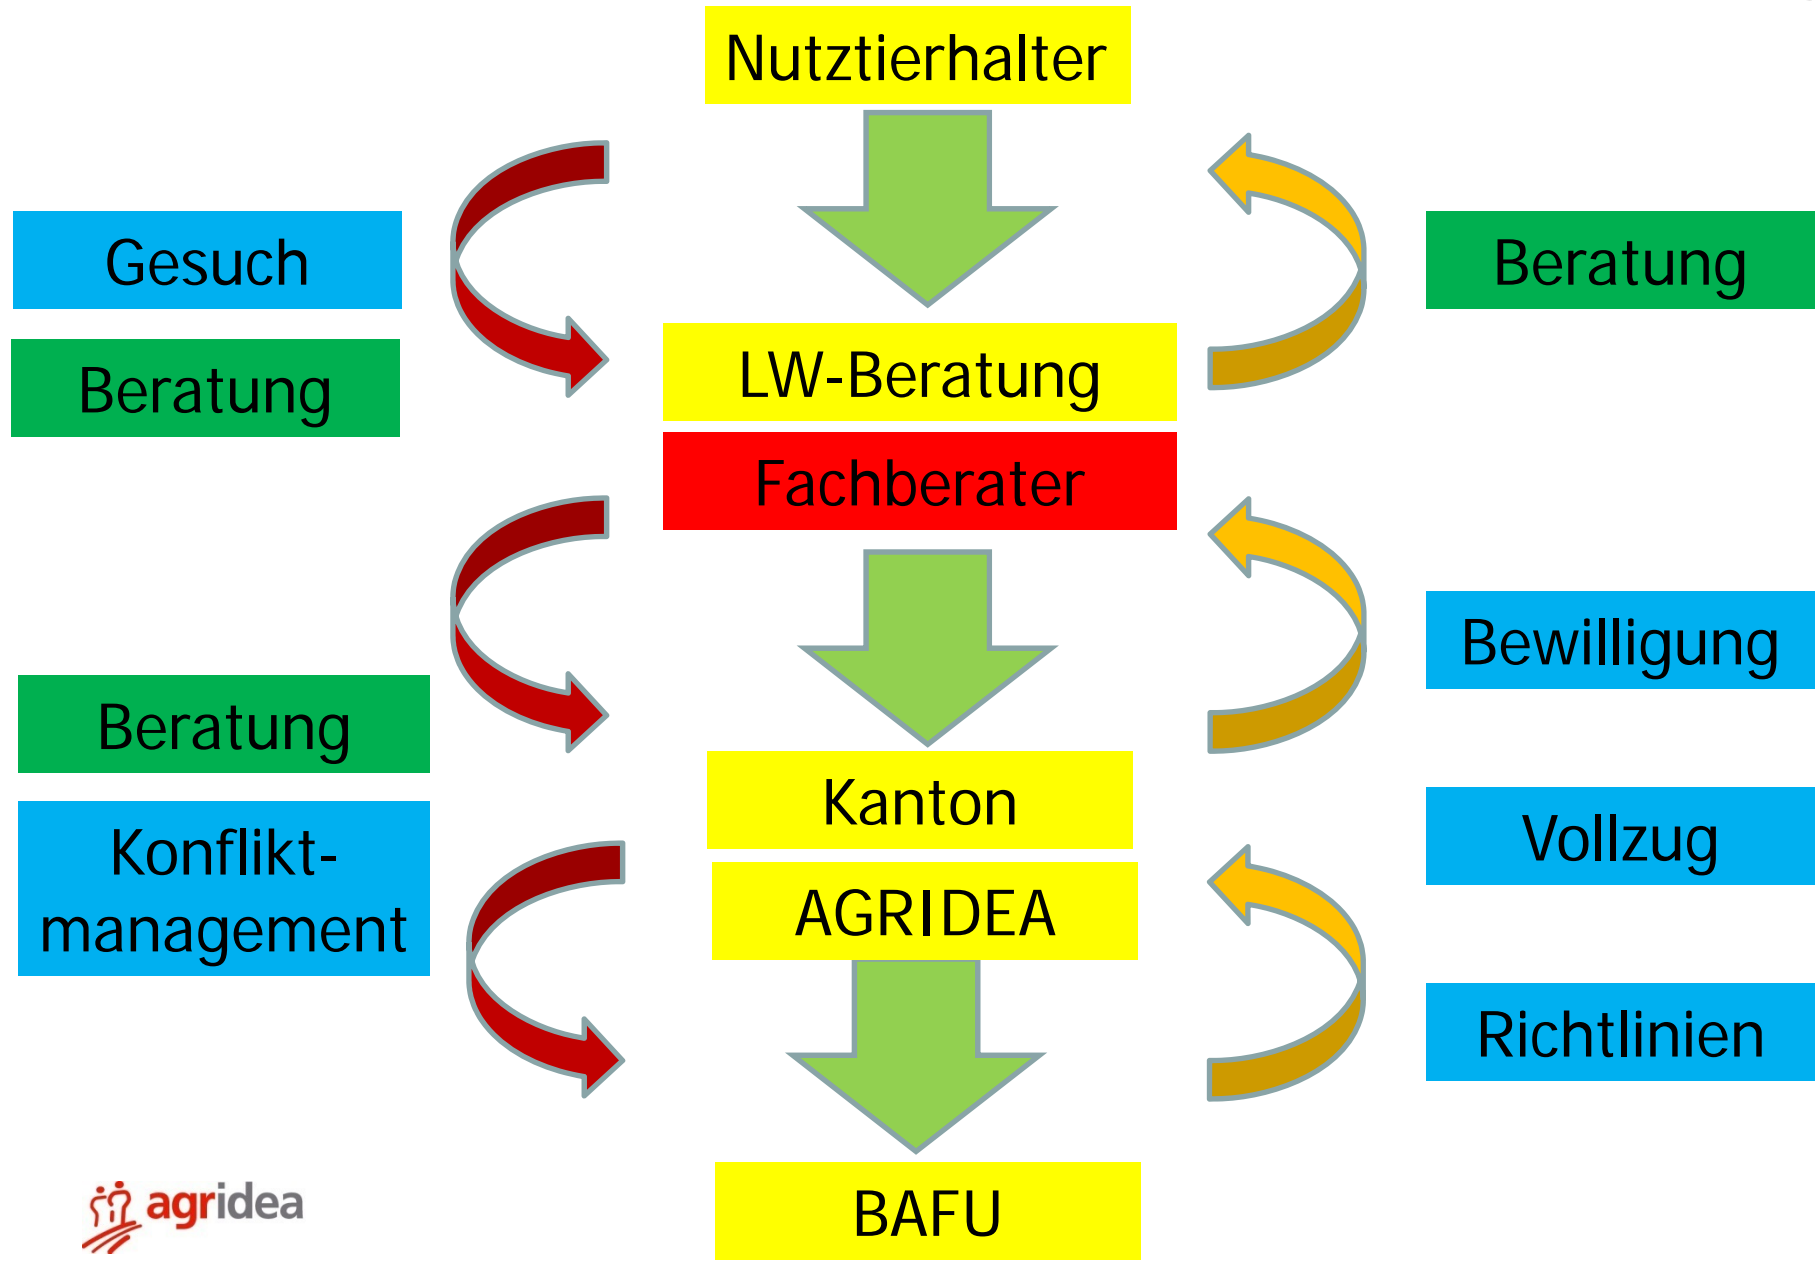 Nutztierhalter
Gesuch
Beratung
Beratung
LW-Beratung
Fachberater
Bewilligung
Beratung
Konflikt-
management
Kanton
AGRIDEA
Vollzug
Richtlinien
BAFU
agridea